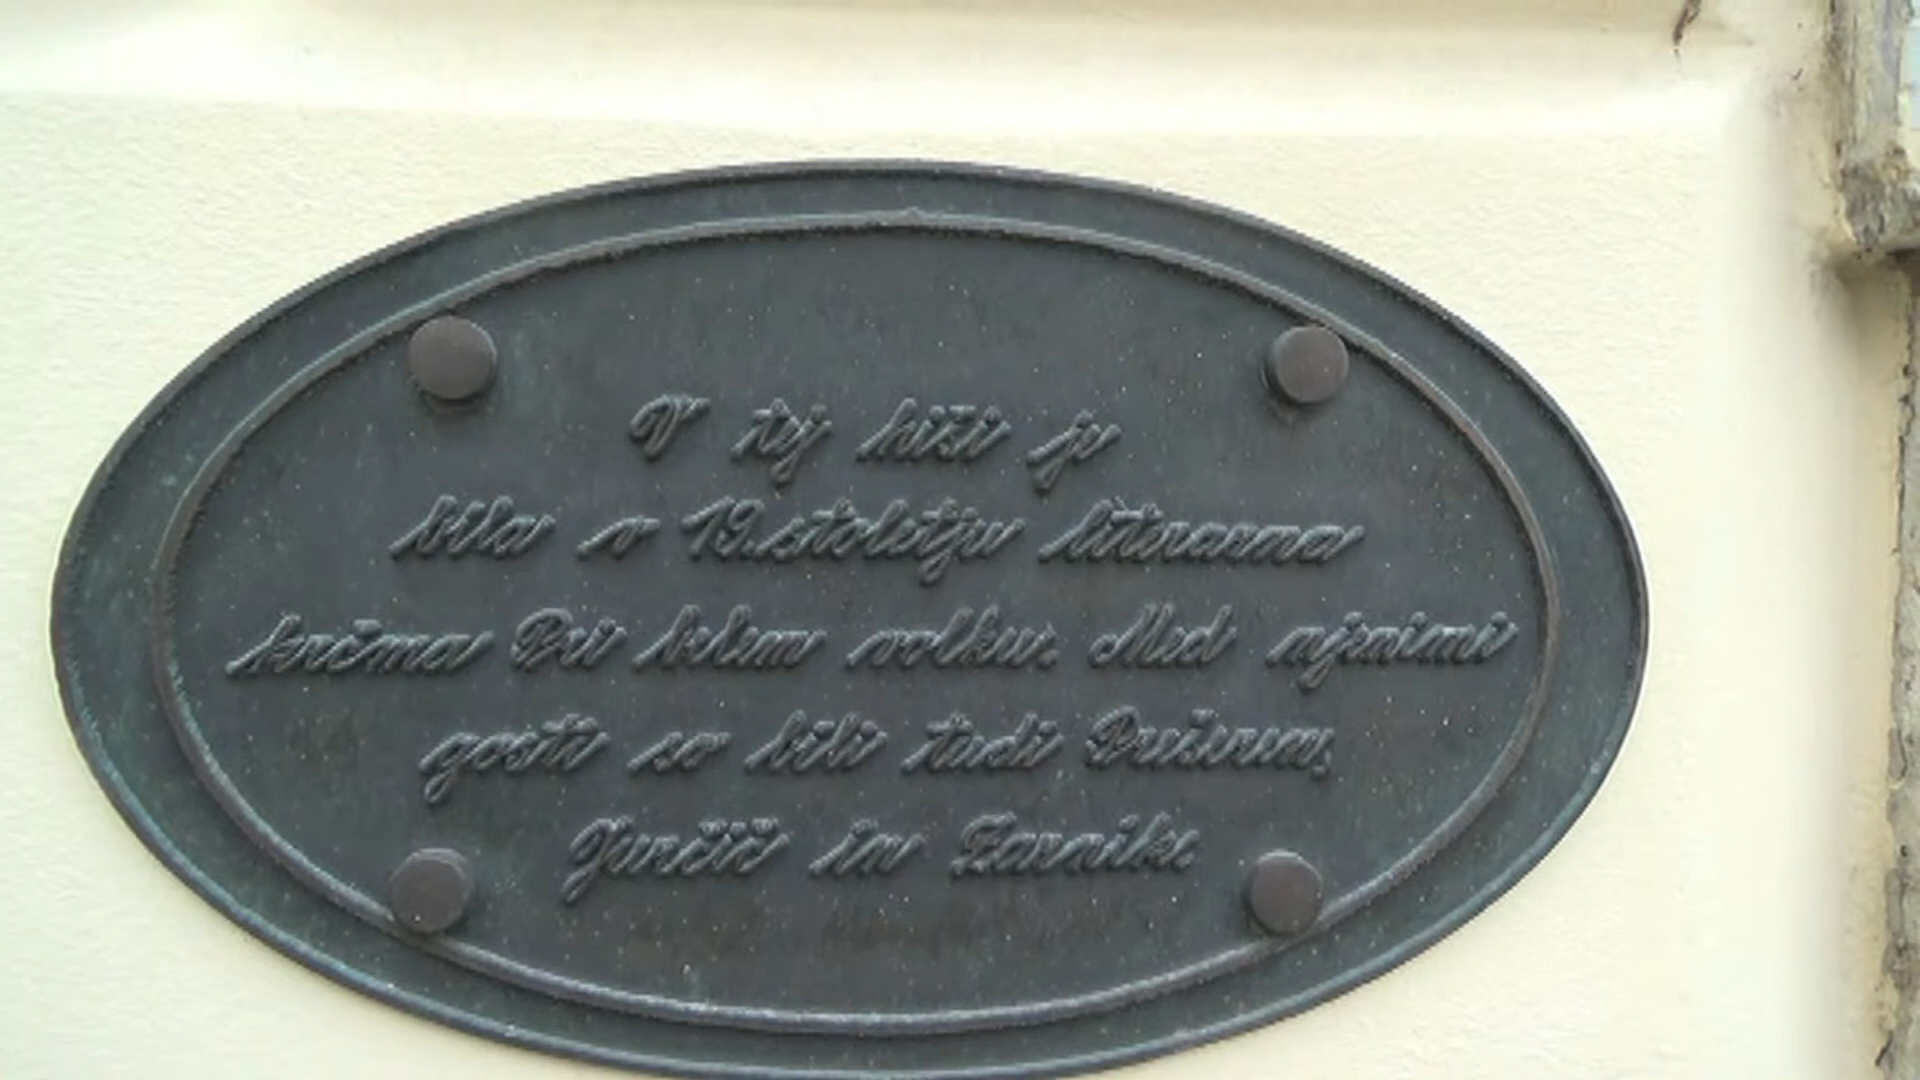 V tej hiši je
bila v 19. stoletju literarna
krčma Pri belem volku. Med njenimi
gosti so bili tudi Prešeren,
Jurčič in Zarnik.